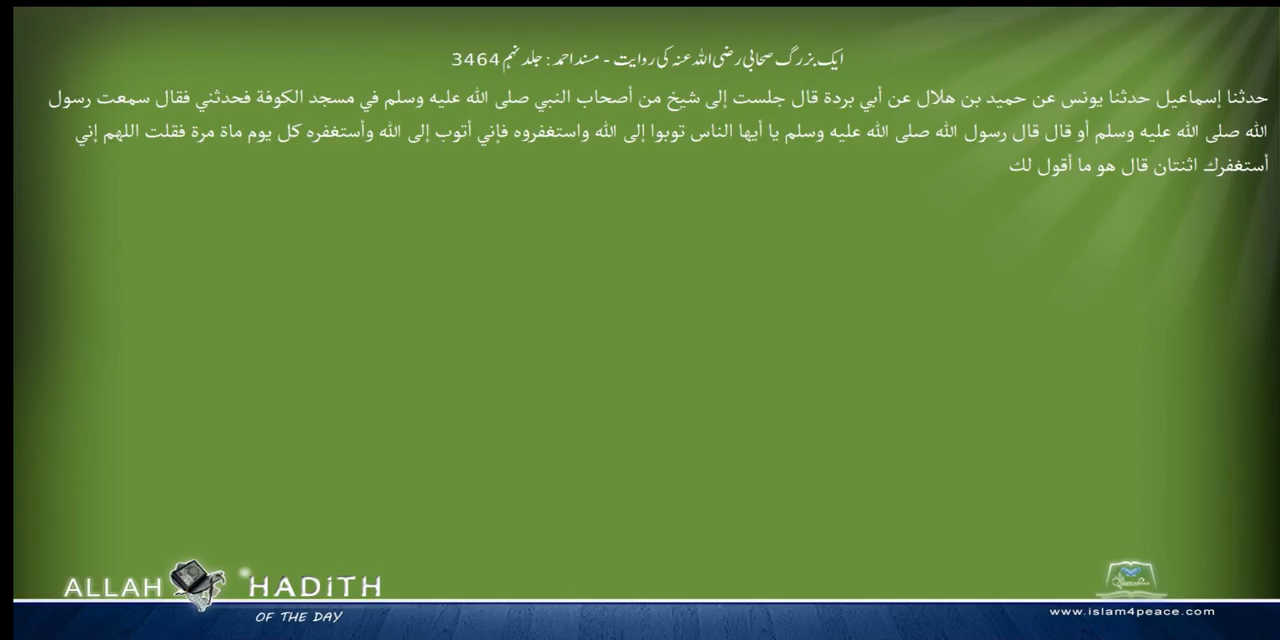 ایک بزرگ صحابی رضی اللہ عنہ کی روایت - مسند احمد : جلد نہم 3464
حدثنا إسماعيل حدثنا يونس عن حميد بن هلال عن أبي بردة قال جلست إلى شيخ من أصحاب النبي صلى الله عليه وسلم في مسجد الكوفة فحدثني فقال سمعت رسول
الله صلى الله عليه وسلم أو قال قال رسول الله صلى الله عليه وسلم يا أيها الناس توبوا إلى الله واستغفروه فإني أتوب إلى الله وأستغفره كل يوم ماة مرة فقلت اللهم إني
أستغفرك اثنتان قال هو ما أقول لك
ALLAH HADITH
OF THE DAY
www.islam4peace.com